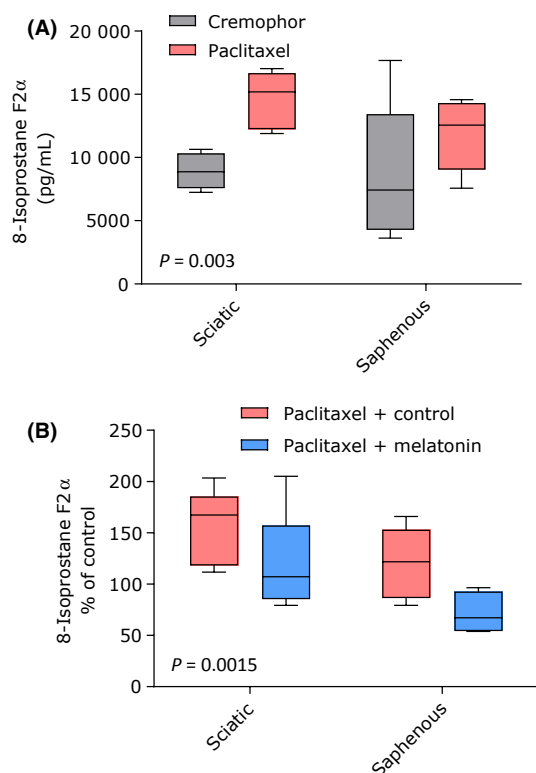 (A)
Cremophor
Paclitaxel
8-Isoprostane F2α
(pg/mL)
20 000
15 000
10 000
5000
0
P = 0.003
Sciatic
Saphenous
(B)
Paclitaxel + control
Paclitaxel + melatonin
8-Isoprostane F2α
% of control
250
200
150
100
50
0
P = 0.0015
Sciatic
Saphenous